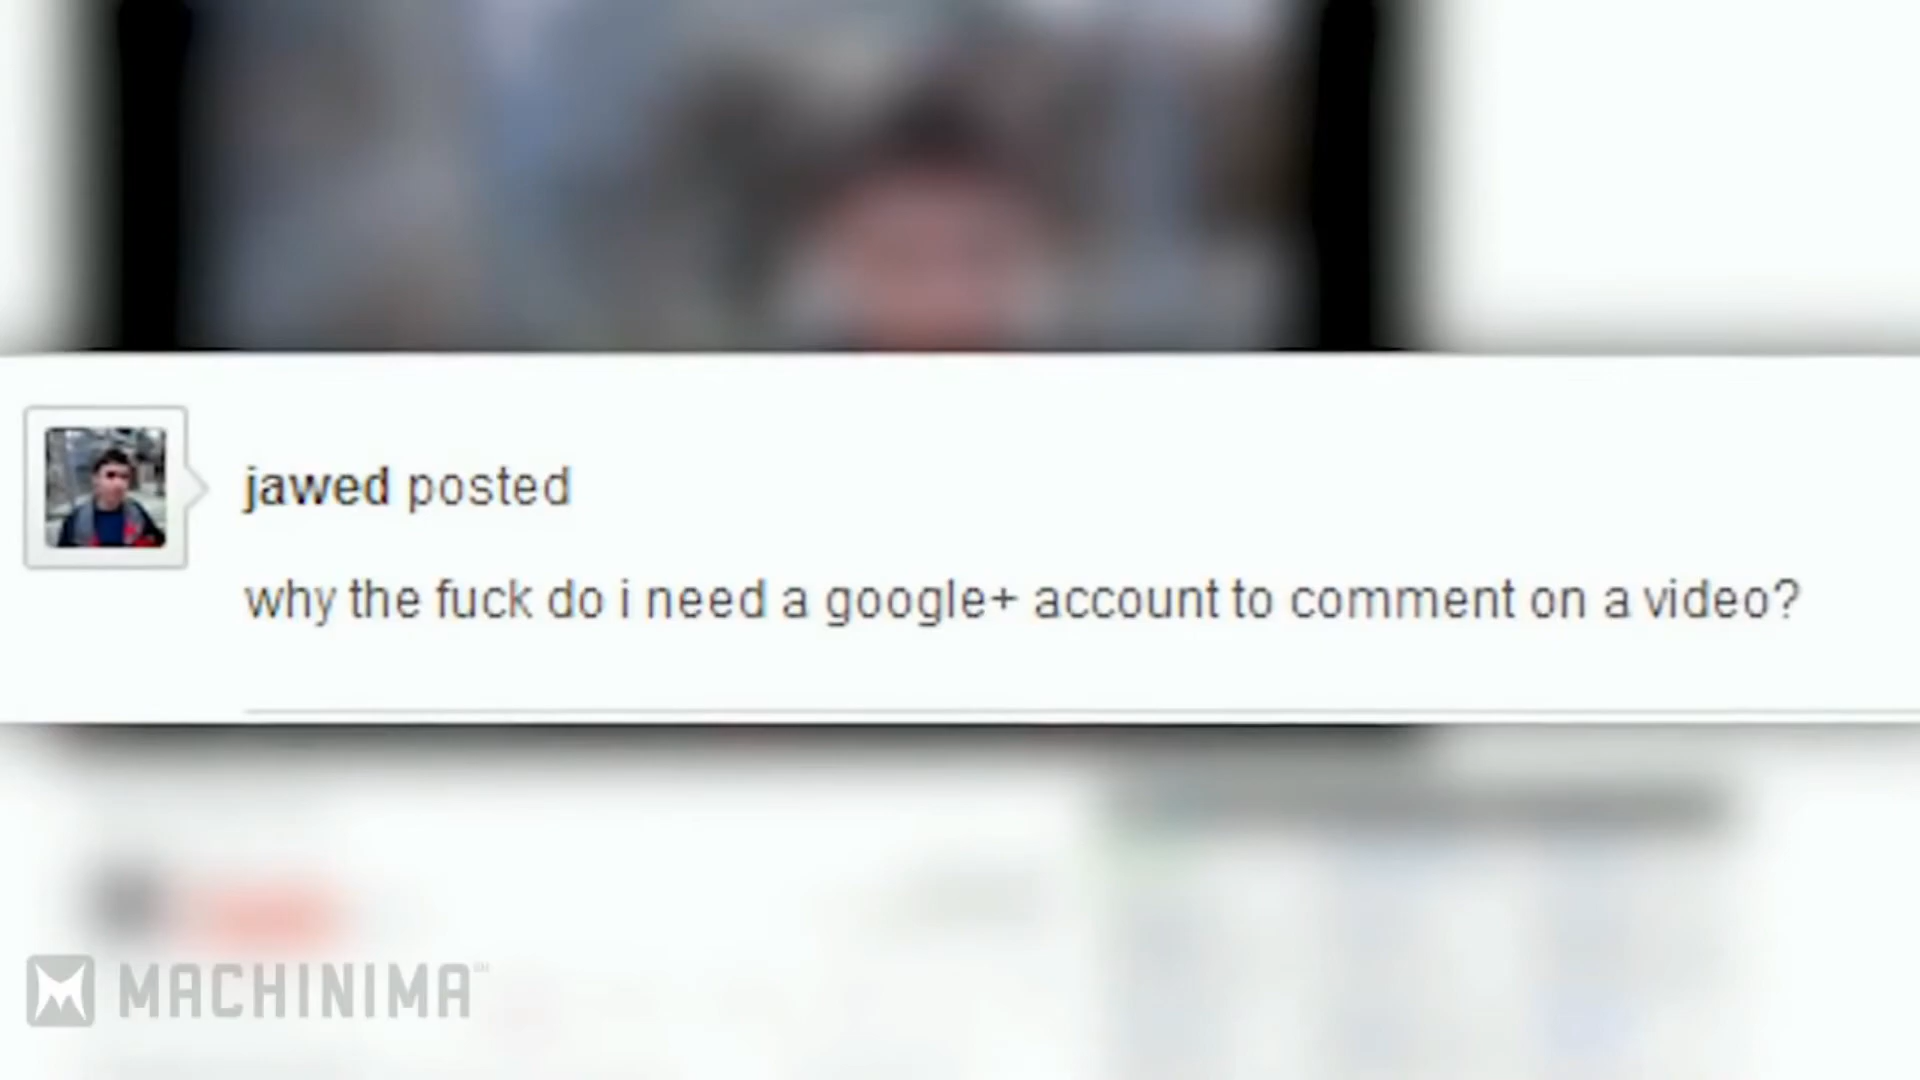 jawed posted
why the fuck do i need a google+ account to comment on a video?
MACHINIMA